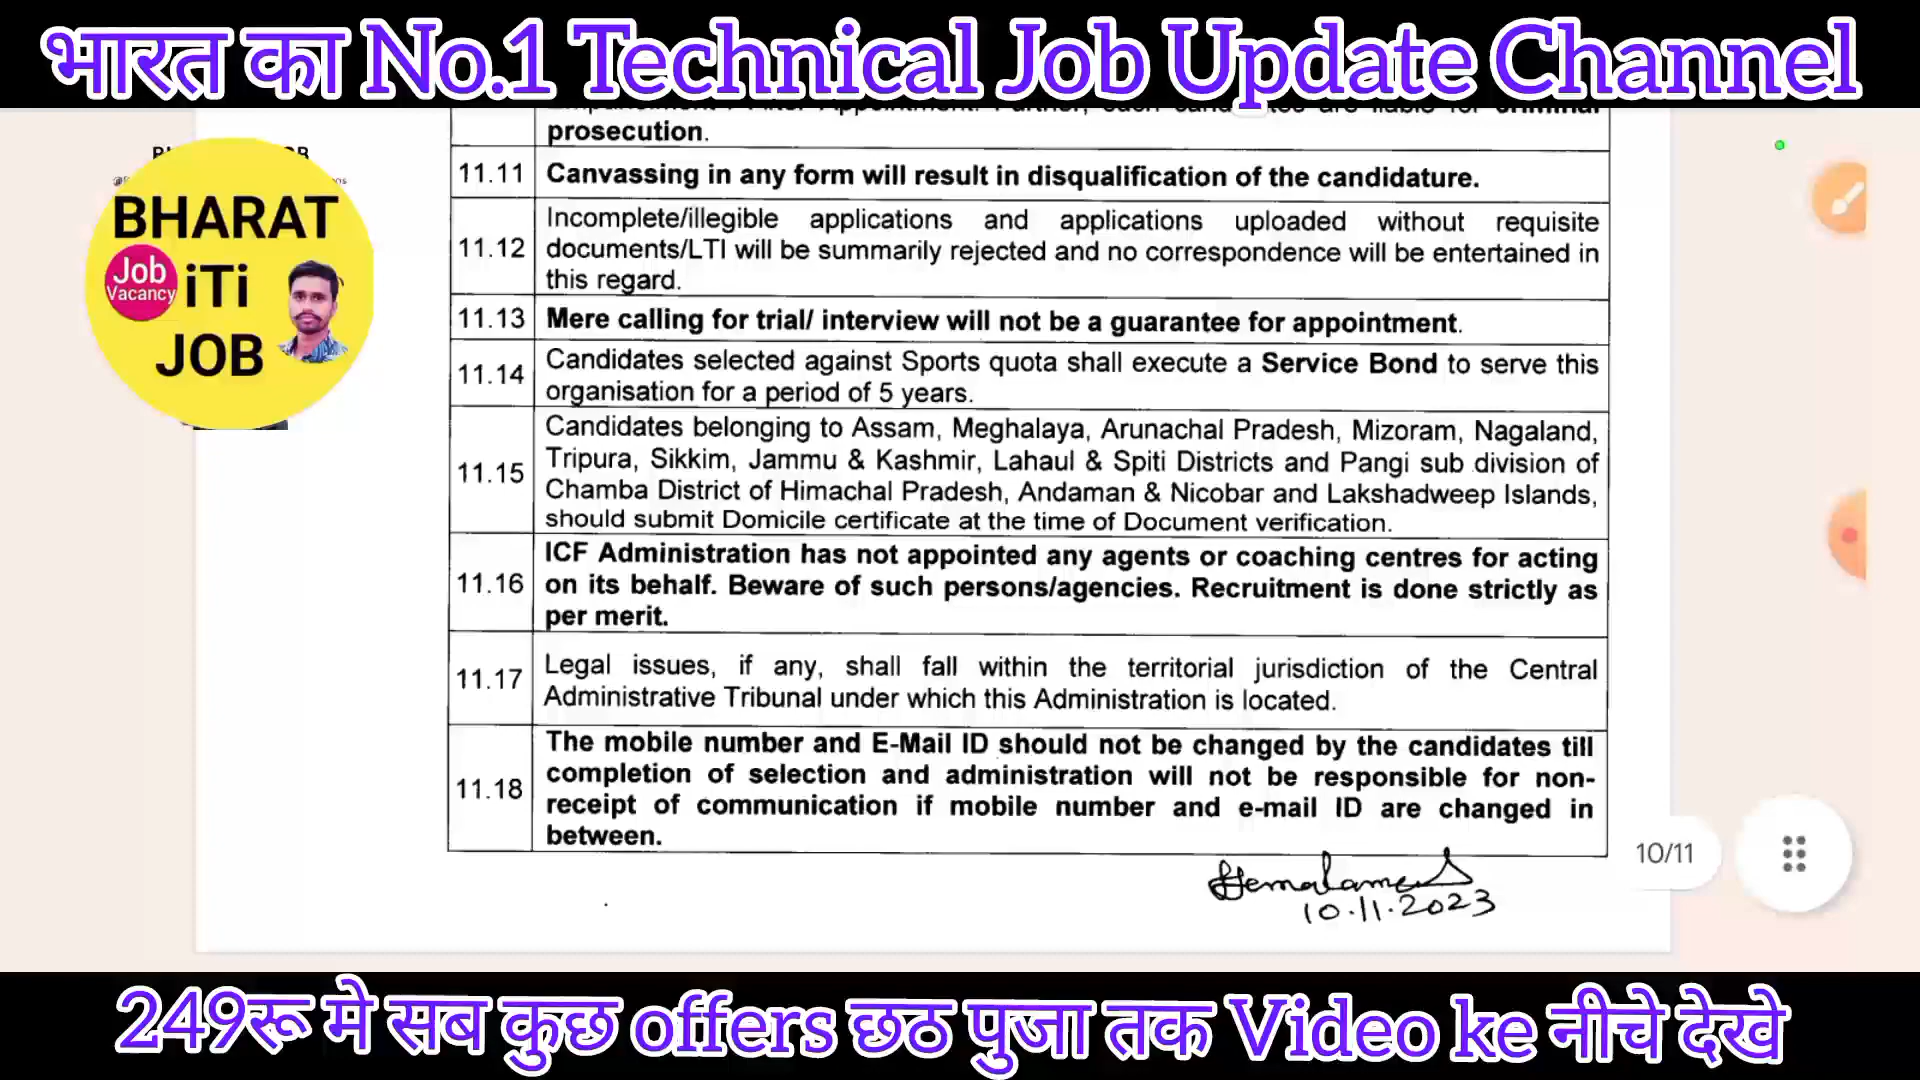 भारत का No.1 Technical Job Update Channel
prosecution.
11.11 Canvassing in any form will result in disqualification of the candidature.
11.12 Incomplete/illegible applications and applications uploaded without requisite
documents/LTI will be summarily rejected and no correspondence will be entertained in
this regard.
11.13 Mere calling for trial/ interview will not be a guarantee for appointment.
11.14 Candidates selected against Sports quota shall execute a Service Bond to serve this
organisation for a period of 5 years.
11.15 Candidates belonging to Assam, Meghalaya, Arunachal Pradesh, Mizoram, Nagaland,
Tripura, Sikkim, Jammu & Kashmir, Lahaul & Spiti Districts and Pangi sub division of
Chamba District of Himachal Pradesh, Andaman & Nicobar and Lakshadweep Islands,
should submit Domicile certificate at the time of Document verification.
11.16 ICF Administration has not appointed any agents or coaching centres for acting
on its behalf. Beware of such persons/agencies. Recruitment is done strictly as
per merit.
11.17 Legal issues, if any, shall fall within the territorial jurisdiction of the Central
Administrative Tribunal under which this Administration is located.
11.18 The mobile number and E-Mail ID should not be changed by the candidates till
completion of selection and administration will not be responsible for non-
receipt of communication if mobile number and e-mail ID are changed in
between.
10.11.2023
10/11
BHARAT
Job
Vacancy
iTi
JOB
249रू मे सब कुछ offers छठ पुजा तक Video ke नीचे देखे